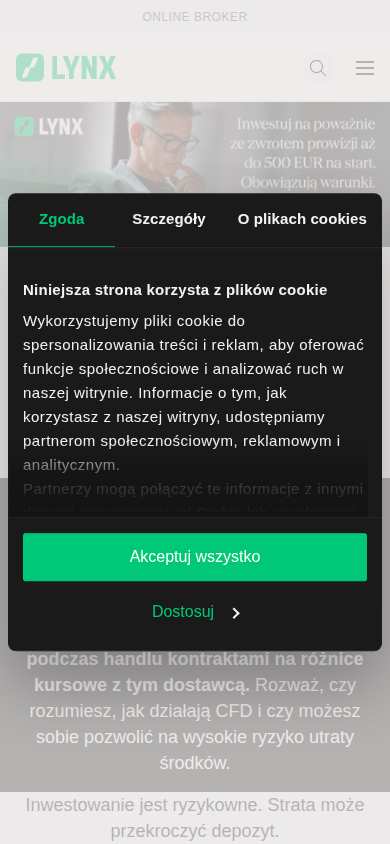 ONLINE BROKER
LYNX
LYNX
Inwestuj na poważnie
ze zwrotem prowizji aż
do 500 EUR na start.
Obowiązują warunki.
Zgoda
Szczegóły
O plikach cookies
Niniejsza strona korzysta z plików cookie
Wykorzystujemy pliki cookie do
spersonalizowania treści i reklam, aby oferować
funkcje społecznościowe i analizować ruch w
naszej witrynie. Informacje o tym, jak
korzystasz z naszej witryny, udostępniamy
partnerom społecznościowym, reklamowym i
analitycznym.
Partnerzy mogą połączyć te informacje z innymi
Akceptuj wszystko
Dostosuj
podczas handlu kontraktami na różnice
kursowe z tym dostawcą. Rozważ, czy
rozumiesz, jak działają CFD i czy możesz
sobie pozwolić na wysokie ryzyko utraty
środków.
Inwestowanie jest ryzykowne. Strata może
przekroczyć depozyt.